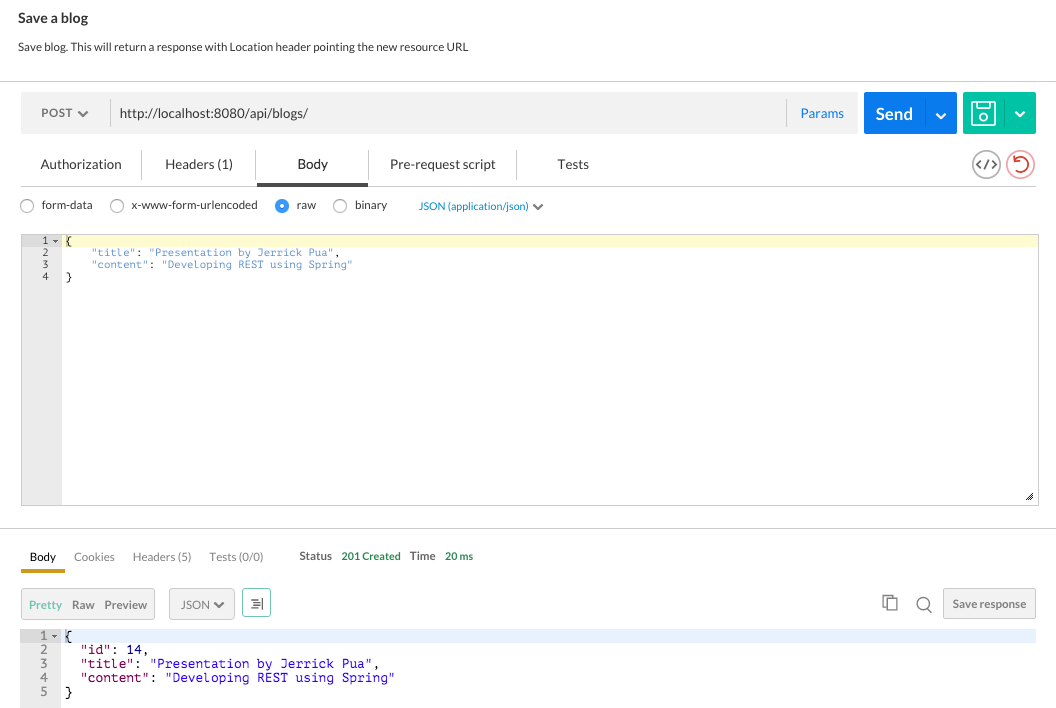 Save a blog
Save blog. This will return a response with Location header pointing the new resource URL
POST http://localhost:8080/api/blogs/ Params Send
Authorization Headers (1) Body Pre-request script Tests </>
form-data x-www-form-urlencoded raw binary JSON (application/json)
1 {
2 "title": "Presentation by Jerrick Pua",
3 "content": "Developing REST using Spring"
4 }
Body Cookies Headers (5) Tests (0/0) Status 201 Created Time 20 ms
Pretty Raw Preview JSON Save response
1 {
2 "id": 14,
3 "title": "Presentation by Jerrick Pua",
4 "content": "Developing REST using Spring"
5 }